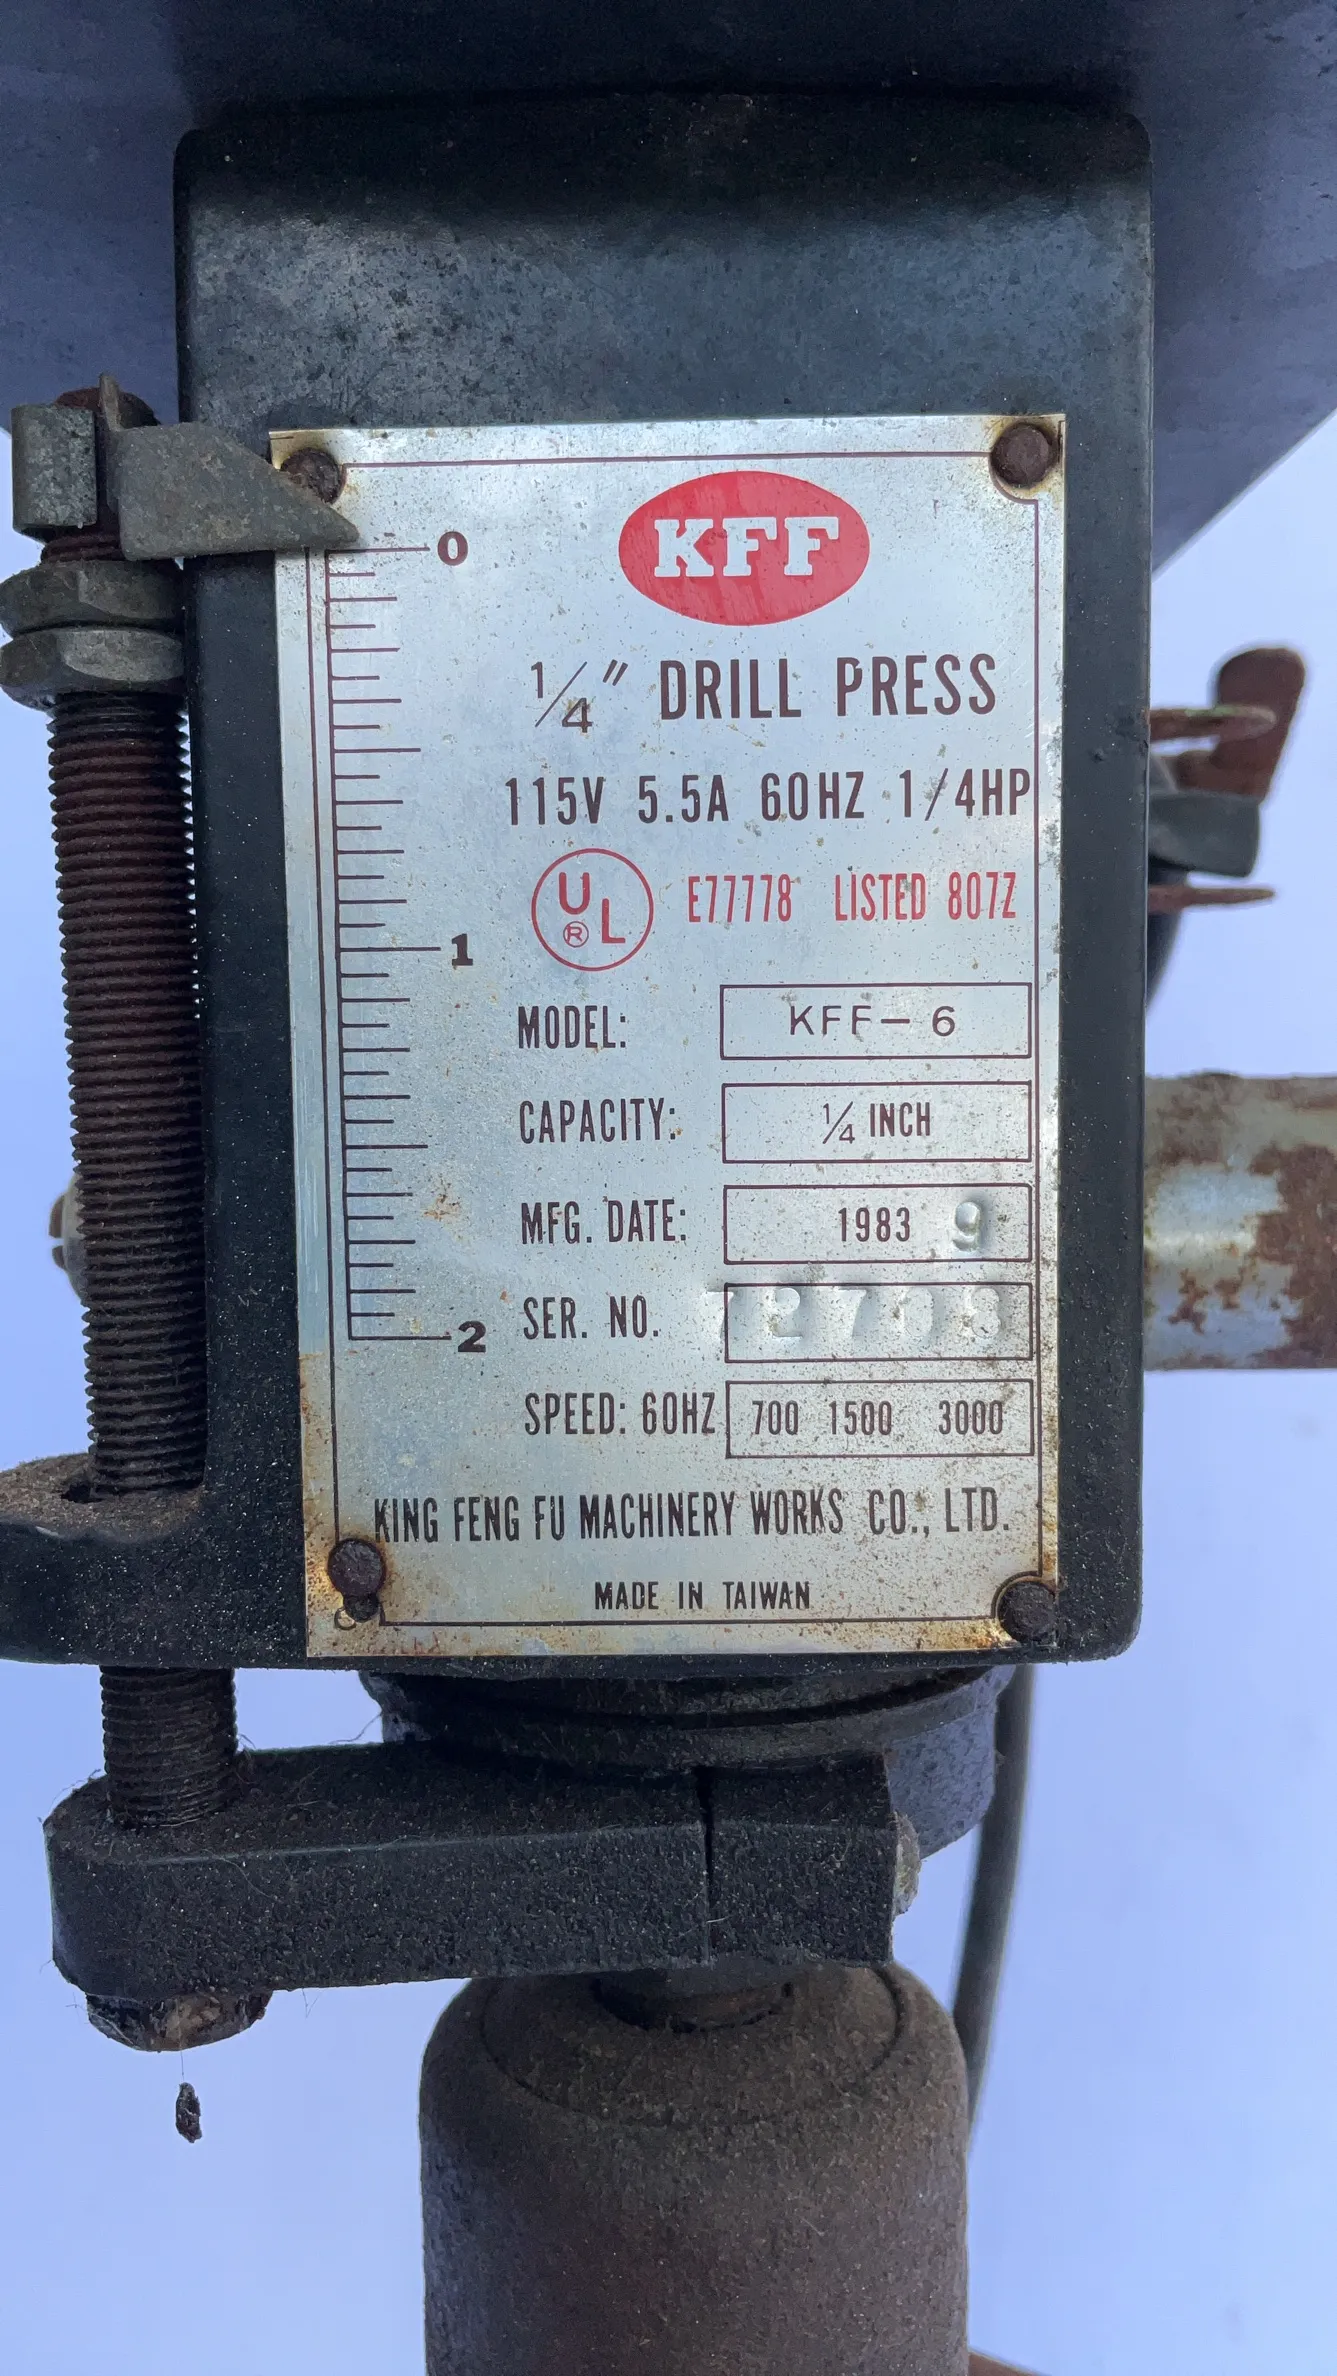 0
KFF
1/4" DRILL PRESS
115V 5.5A 60HZ 1/4HP
UL ® E77778 LISTED 807Z
1
MODEL: KFF-6
CAPACITY: 1/4 INCH
MFG. DATE: 1983 9
2
SER. NO.
SPEED: 60HZ 700 1500 3000
KING FENG FU MACHINERY WORKS CO., LTD.
MADE IN TAIWAN